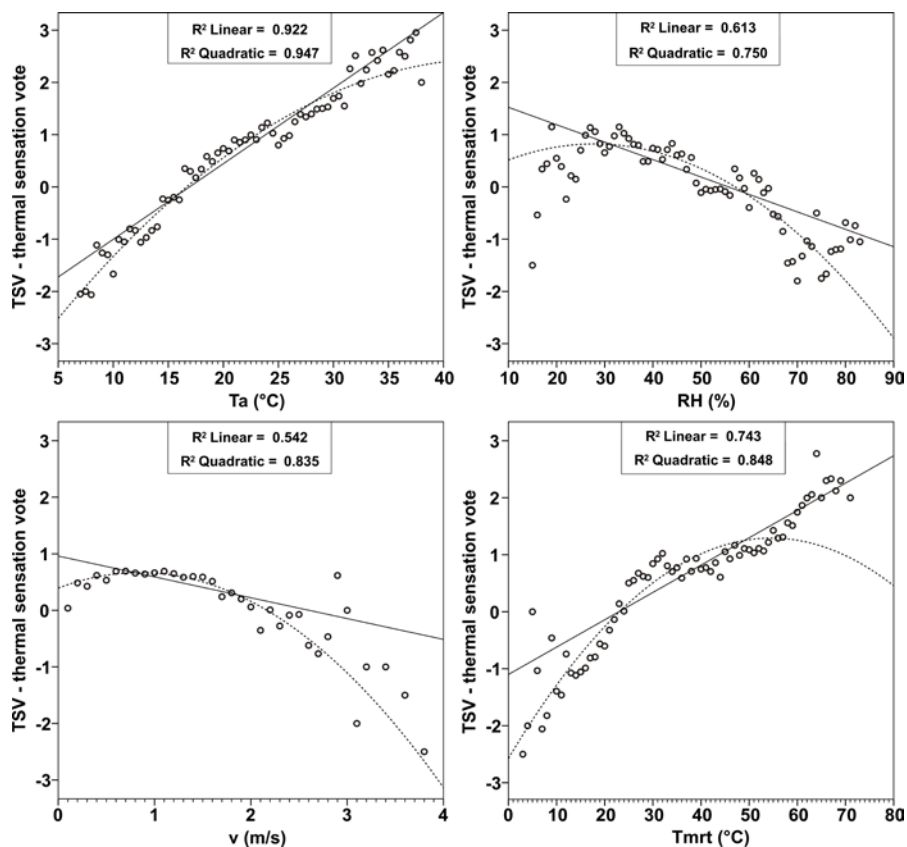 R² Linear = 0.922
R² Quadratic = 0.947
TSV - thermal sensation vote
3
2
1
0
-1
-2
-3
5 10 15 20 25 30 35 40
Ta (°C)
R² Linear = 0.613
R² Quadratic = 0.750
TSV - thermal sensation vote
3
2
1
0
-1
-2
-3
10 20 30 40 50 60 70 80 90
RH (%)
R² Linear = 0.542
R² Quadratic = 0.835
TSV - thermal sensation vote
3
2
1
0
-1
-2
-3
0 1 2 3 4
v (m/s)
R² Linear = 0.743
R² Quadratic = 0.848
TSV - thermal sensation vote
3
2
1
0
-1
-2
-3
0 10 20 30 40 50 60 70 80
Tmrt (°C)